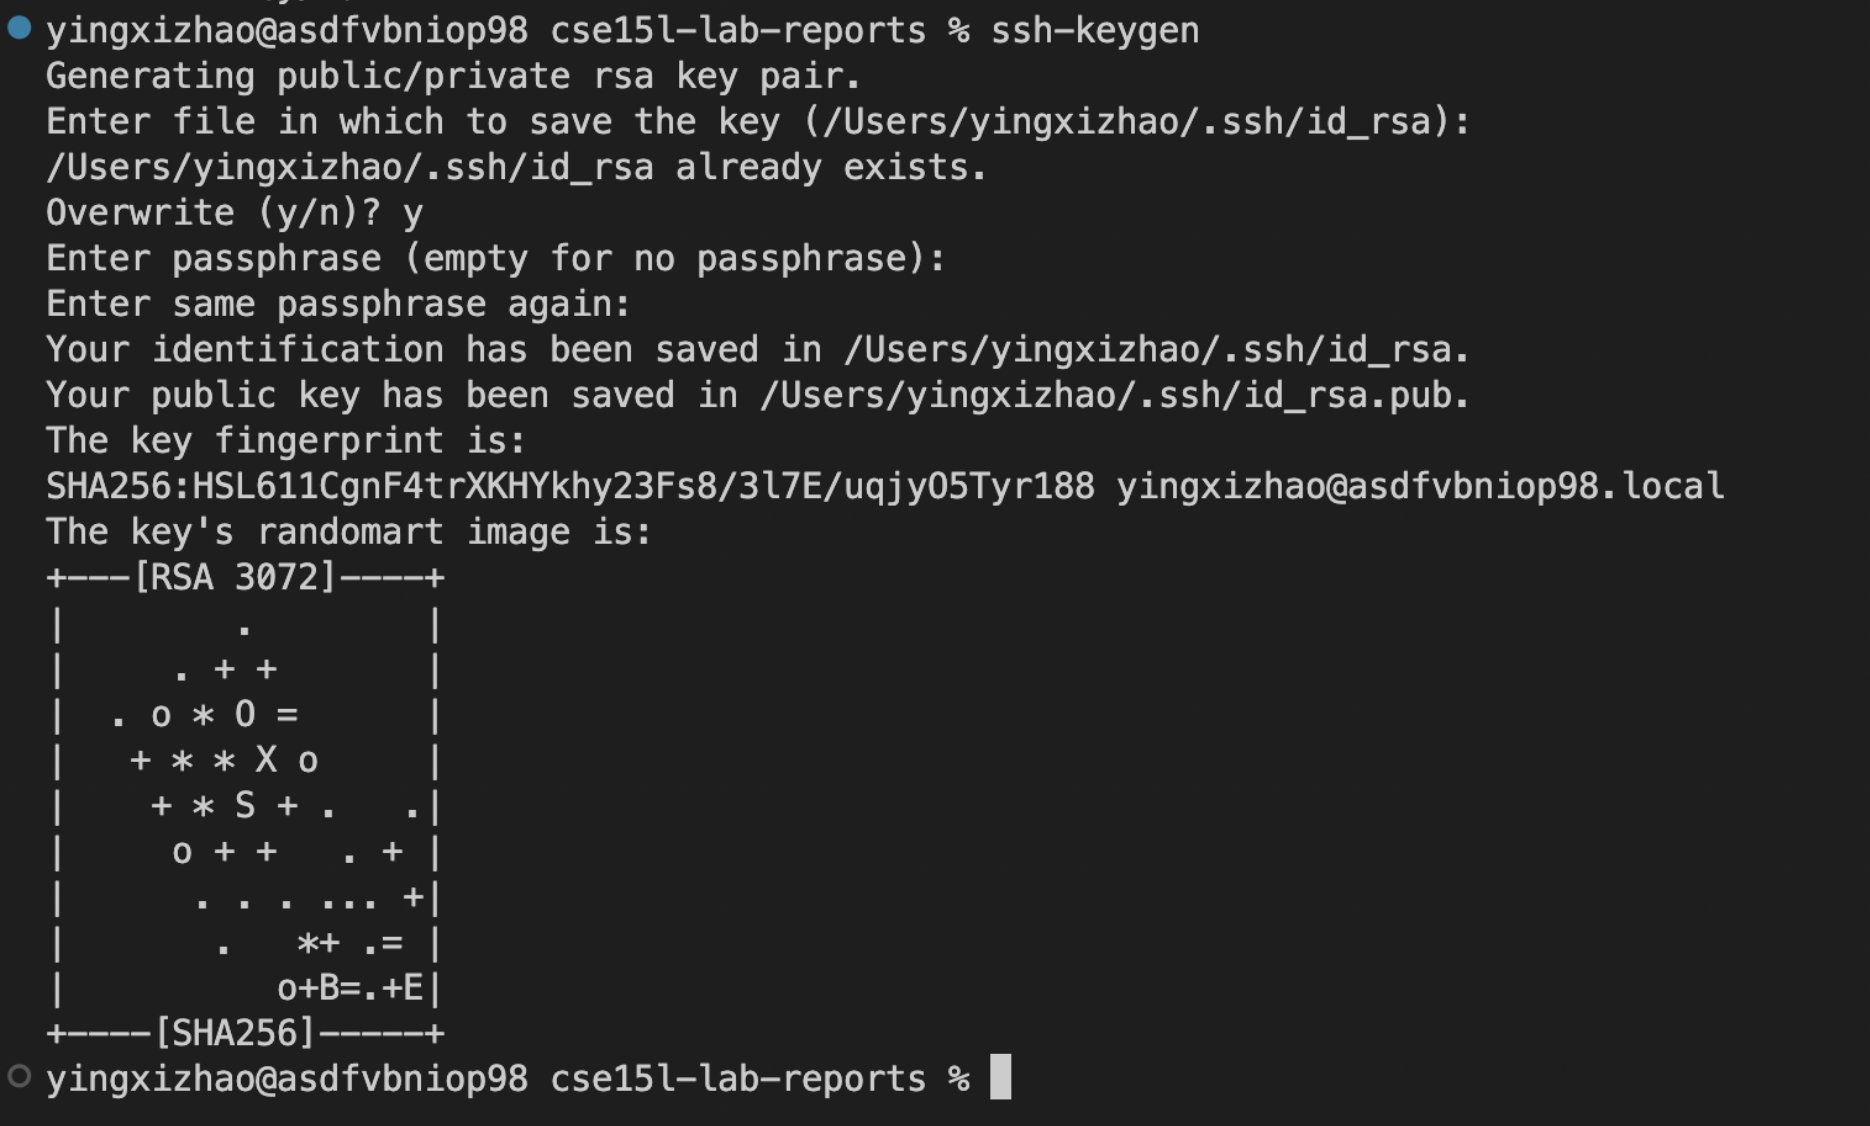 yingxizhao@asdfvbniop98 cse15l-lab-reports % ssh-keygen
Generating public/private rsa key pair.
Enter file in which to save the key (/Users/yingxizhao/.ssh/id_rsa):
/Users/yingxizhao/.ssh/id_rsa already exists.
Overwrite (y/n)? y
Enter passphrase (empty for no passphrase):
Enter same passphrase again:
Your identification has been saved in /Users/yingxizhao/.ssh/id_rsa.
Your public key has been saved in /Users/yingxizhao/.ssh/id_rsa.pub.
The key fingerprint is:
SHA256:HSL611CgnF4trXKHYkhy23Fs8/3l7E/uqjyO5Tyr188 yingxizhao@asdfvbniop98.local
The key's randomart image is:
+---[RSA 3072]----+
|        .        |
|     . + +       |
|  . o * O =      |
|   + * * X o     |
|    + * S + .   .|
|     o + +   . + |
|      . . . ... +|
|       .   *+ .= |
|          o+B=.+E|
+----[SHA256]-----+
yingxizhao@asdfvbniop98 cse15l-lab-reports %